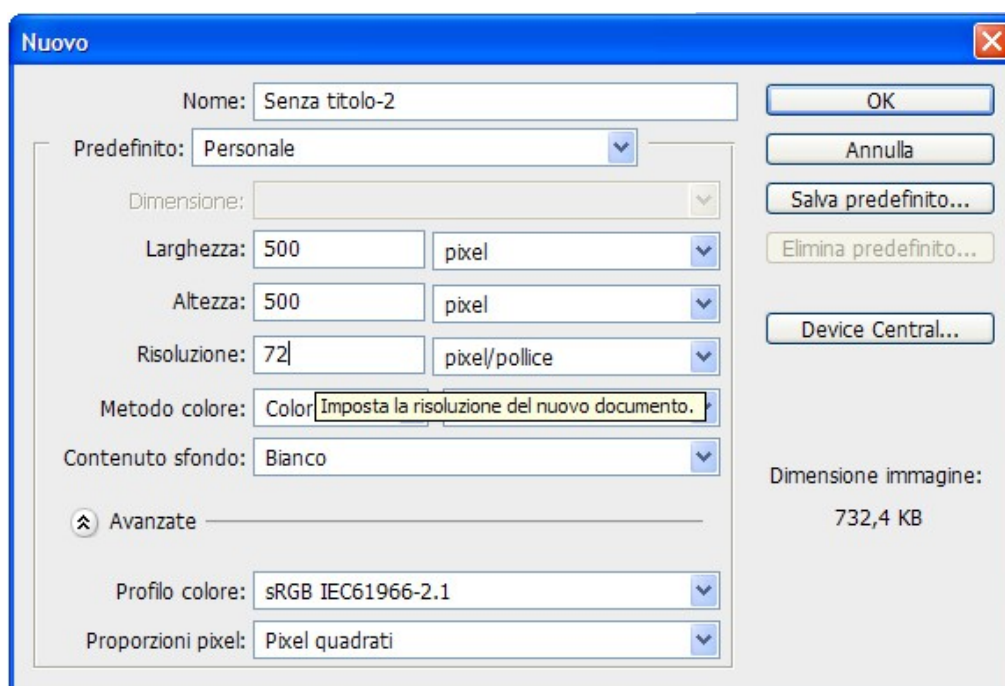 Nuovo
Nome: Senza titolo-2
OK
Predefinito: Personale
Annulla
Dimensione:
Salva predefinito...
Larghezza: 500 pixel
Elimina predefinito...
Altezza: 500 pixel
Device Central...
Risoluzione: 72 pixel/pollice
Metodo colore: Color
Imposta la risoluzione del nuovo documento.
Contenuto sfondo: Bianco
Dimensione immagine:
732,4 KB
Avanzate
Profilo colore: sRGB IEC61966-2.1
Proporzioni pixel: Pixel quadrati